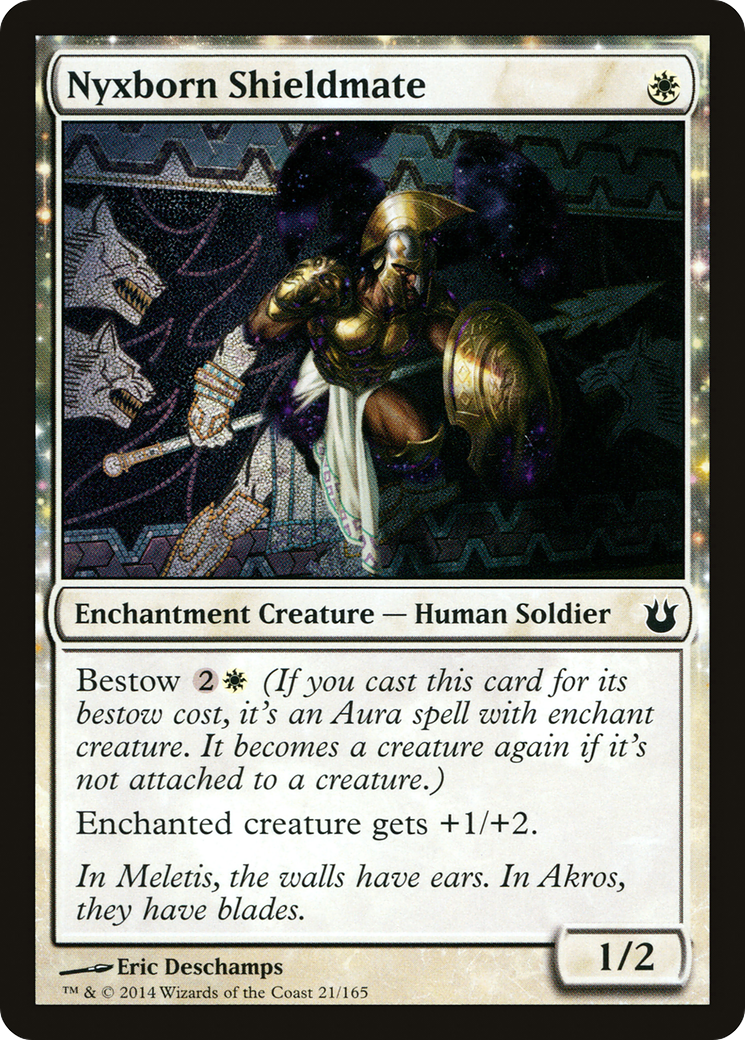 Nyxborn Shieldmate
Enchantment Creature — Human Soldier
Bestow 2 (If you cast this card for its
bestow cost, it's an Aura spell with enchant
creature. It becomes a creature again if it's
not attached to a creature.)
Enchanted creature gets +1/+2.
In Meletis, the walls have ears. In Akros,
they have blades.
1/2
Eric Deschamps
™ & © 2014 Wizards of the Coast 21/165